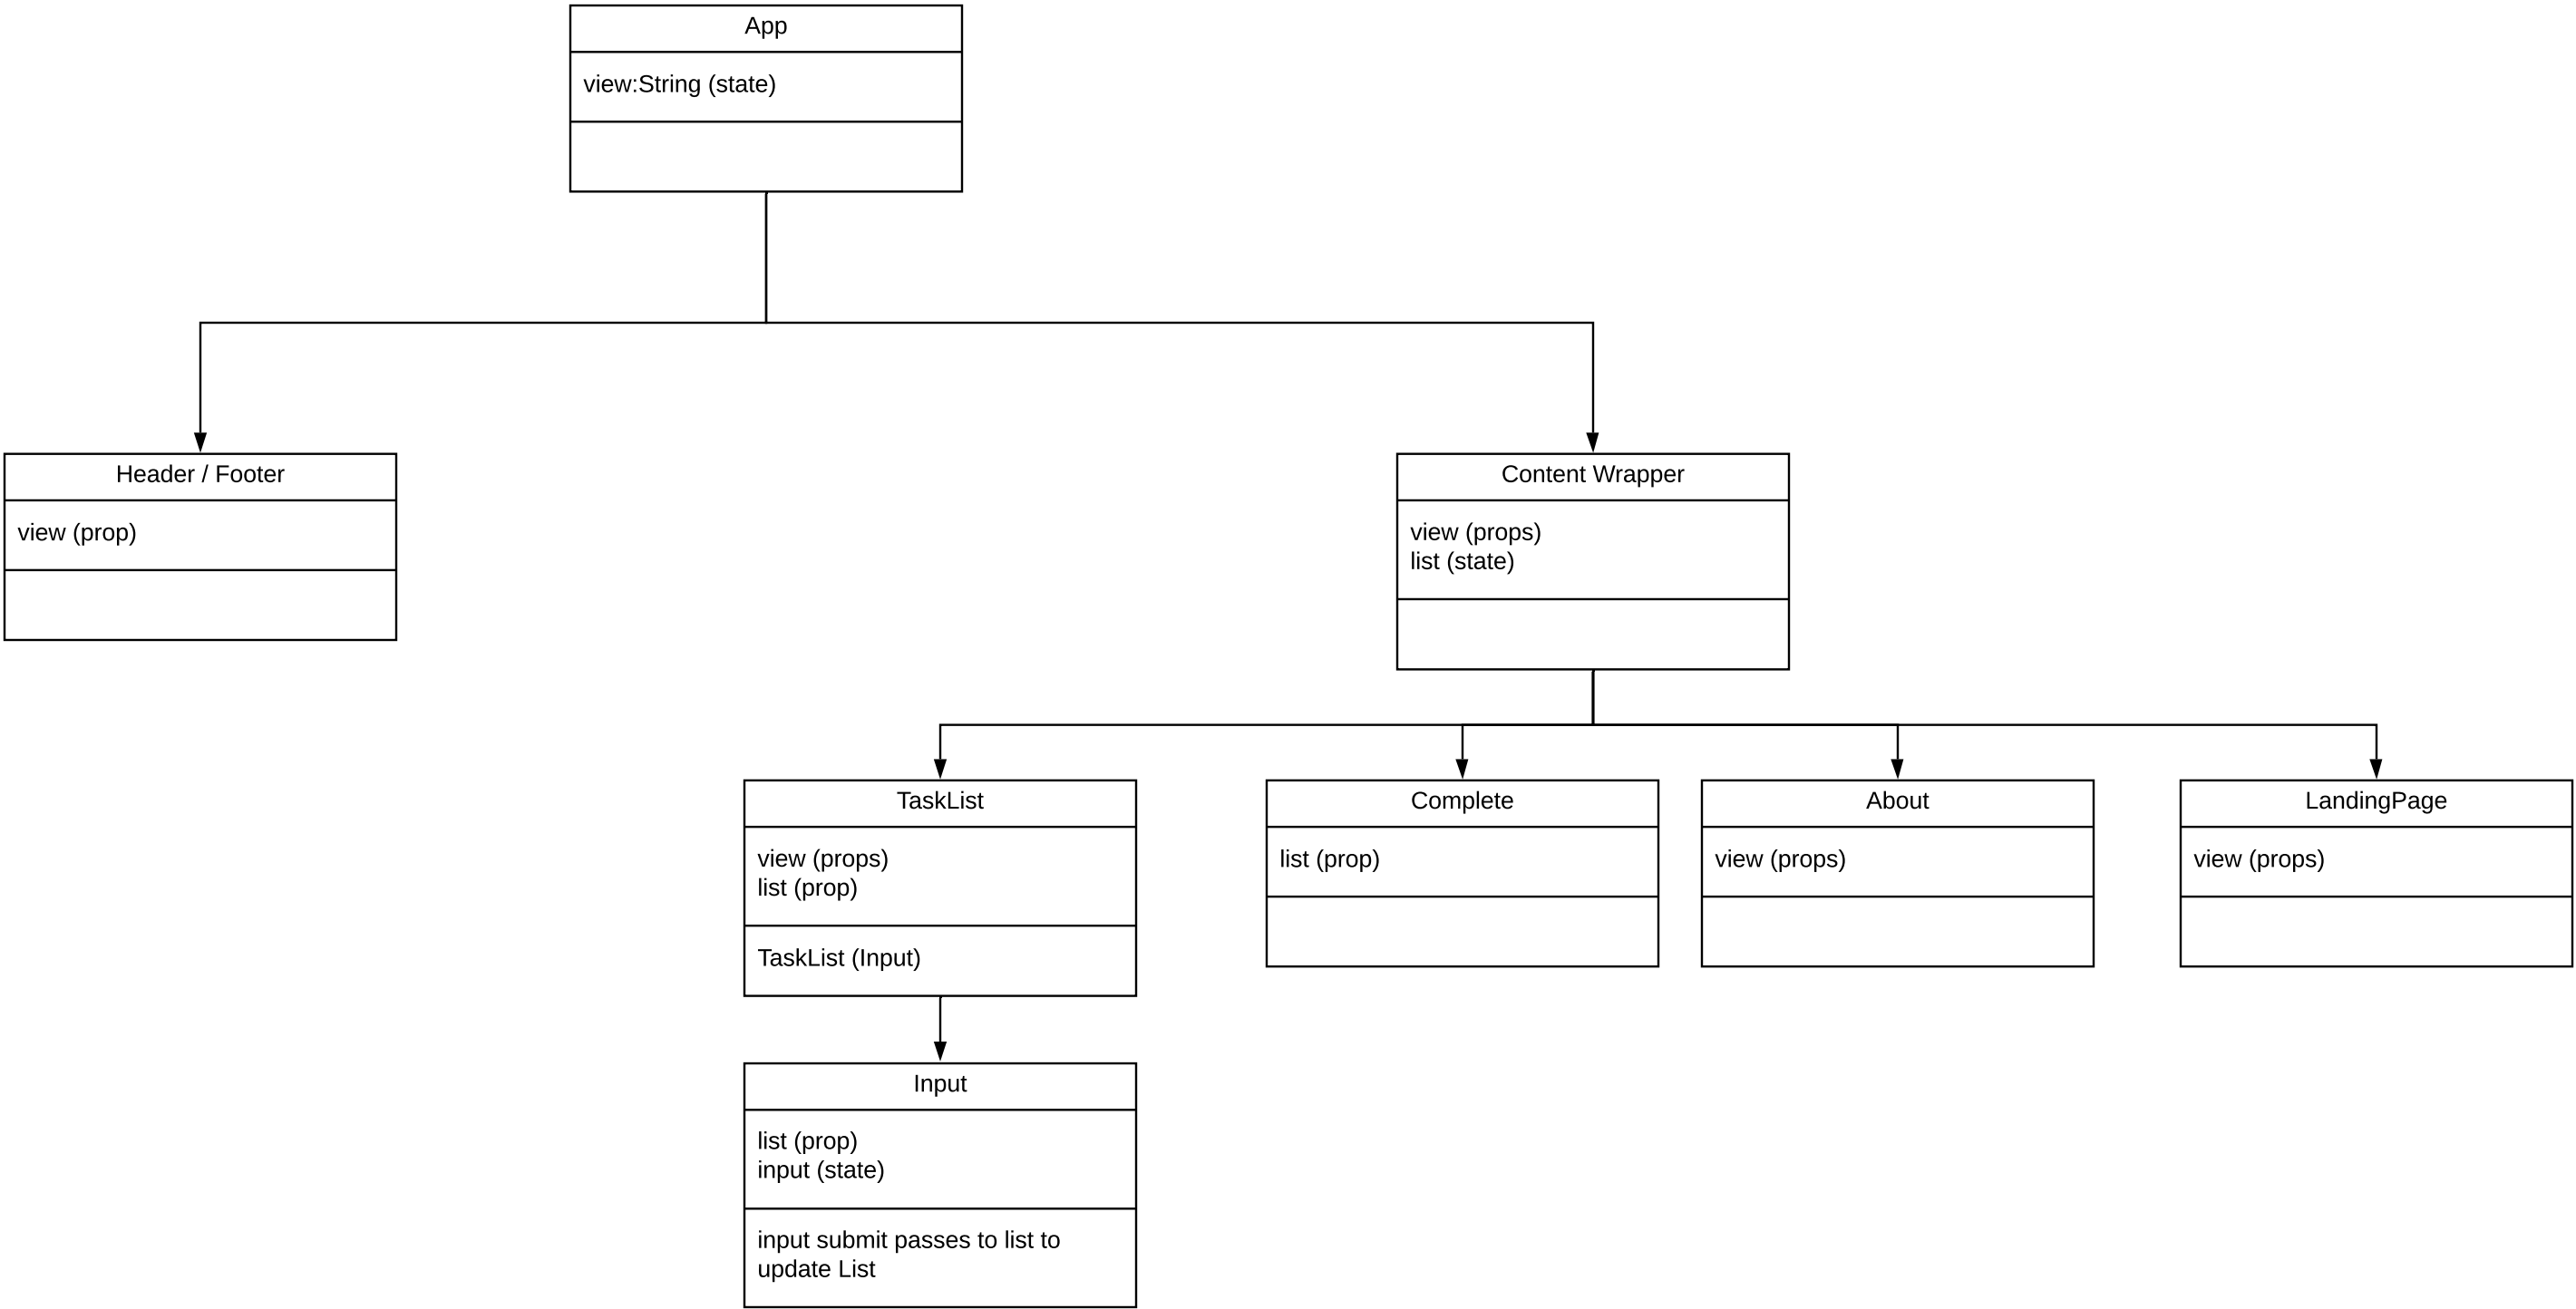 App
view:String (state)
Header / Footer
view (prop)
Content Wrapper
view (props)
list (state)
TaskList
view (props)
list (prop)
TaskList (Input)
Complete
list (prop)
About
view (props)
LandingPage
view (props)
Input
list (prop)
input (state)
input submit passes to list to
update List